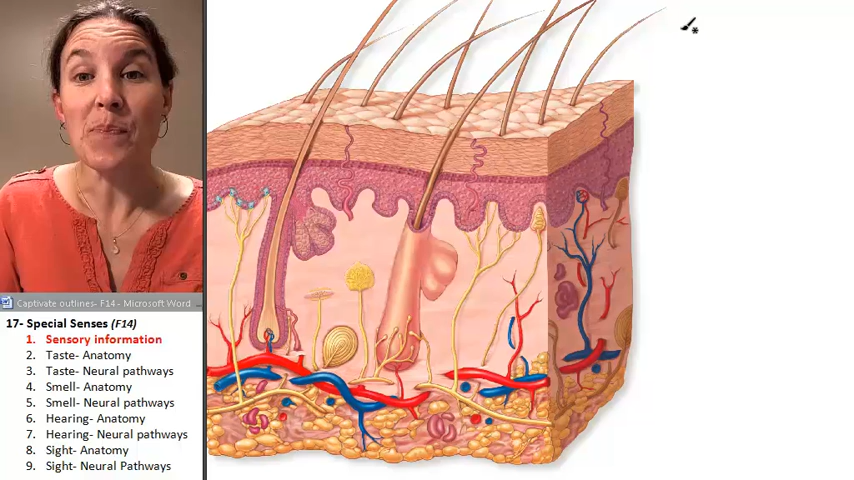 Captivate outlines- F14 - Microsoft Word
17- Special Senses (F14)
1. Sensory information
2. Taste- Anatomy
3. Taste- Neural pathways
4. Smell- Anatomy
5. Smell- Neural pathways
6. Hearing- Anatomy
7. Hearing- Neural pathways
8. Sight- Anatomy
9. Sight- Neural Pathways